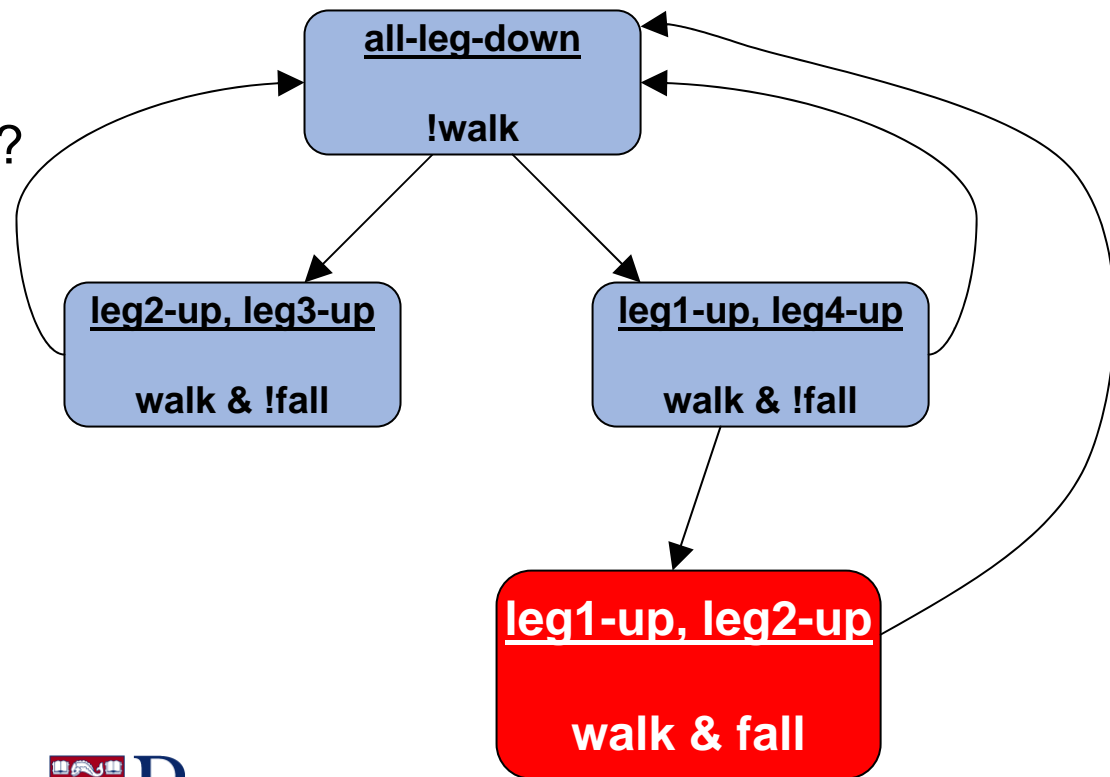 all-leg-down
!walk
?
leg2-up, leg3-up
walk & !fall
leg1-up, leg4-up
walk & !fall
leg1-up, leg2-up
walk & fall